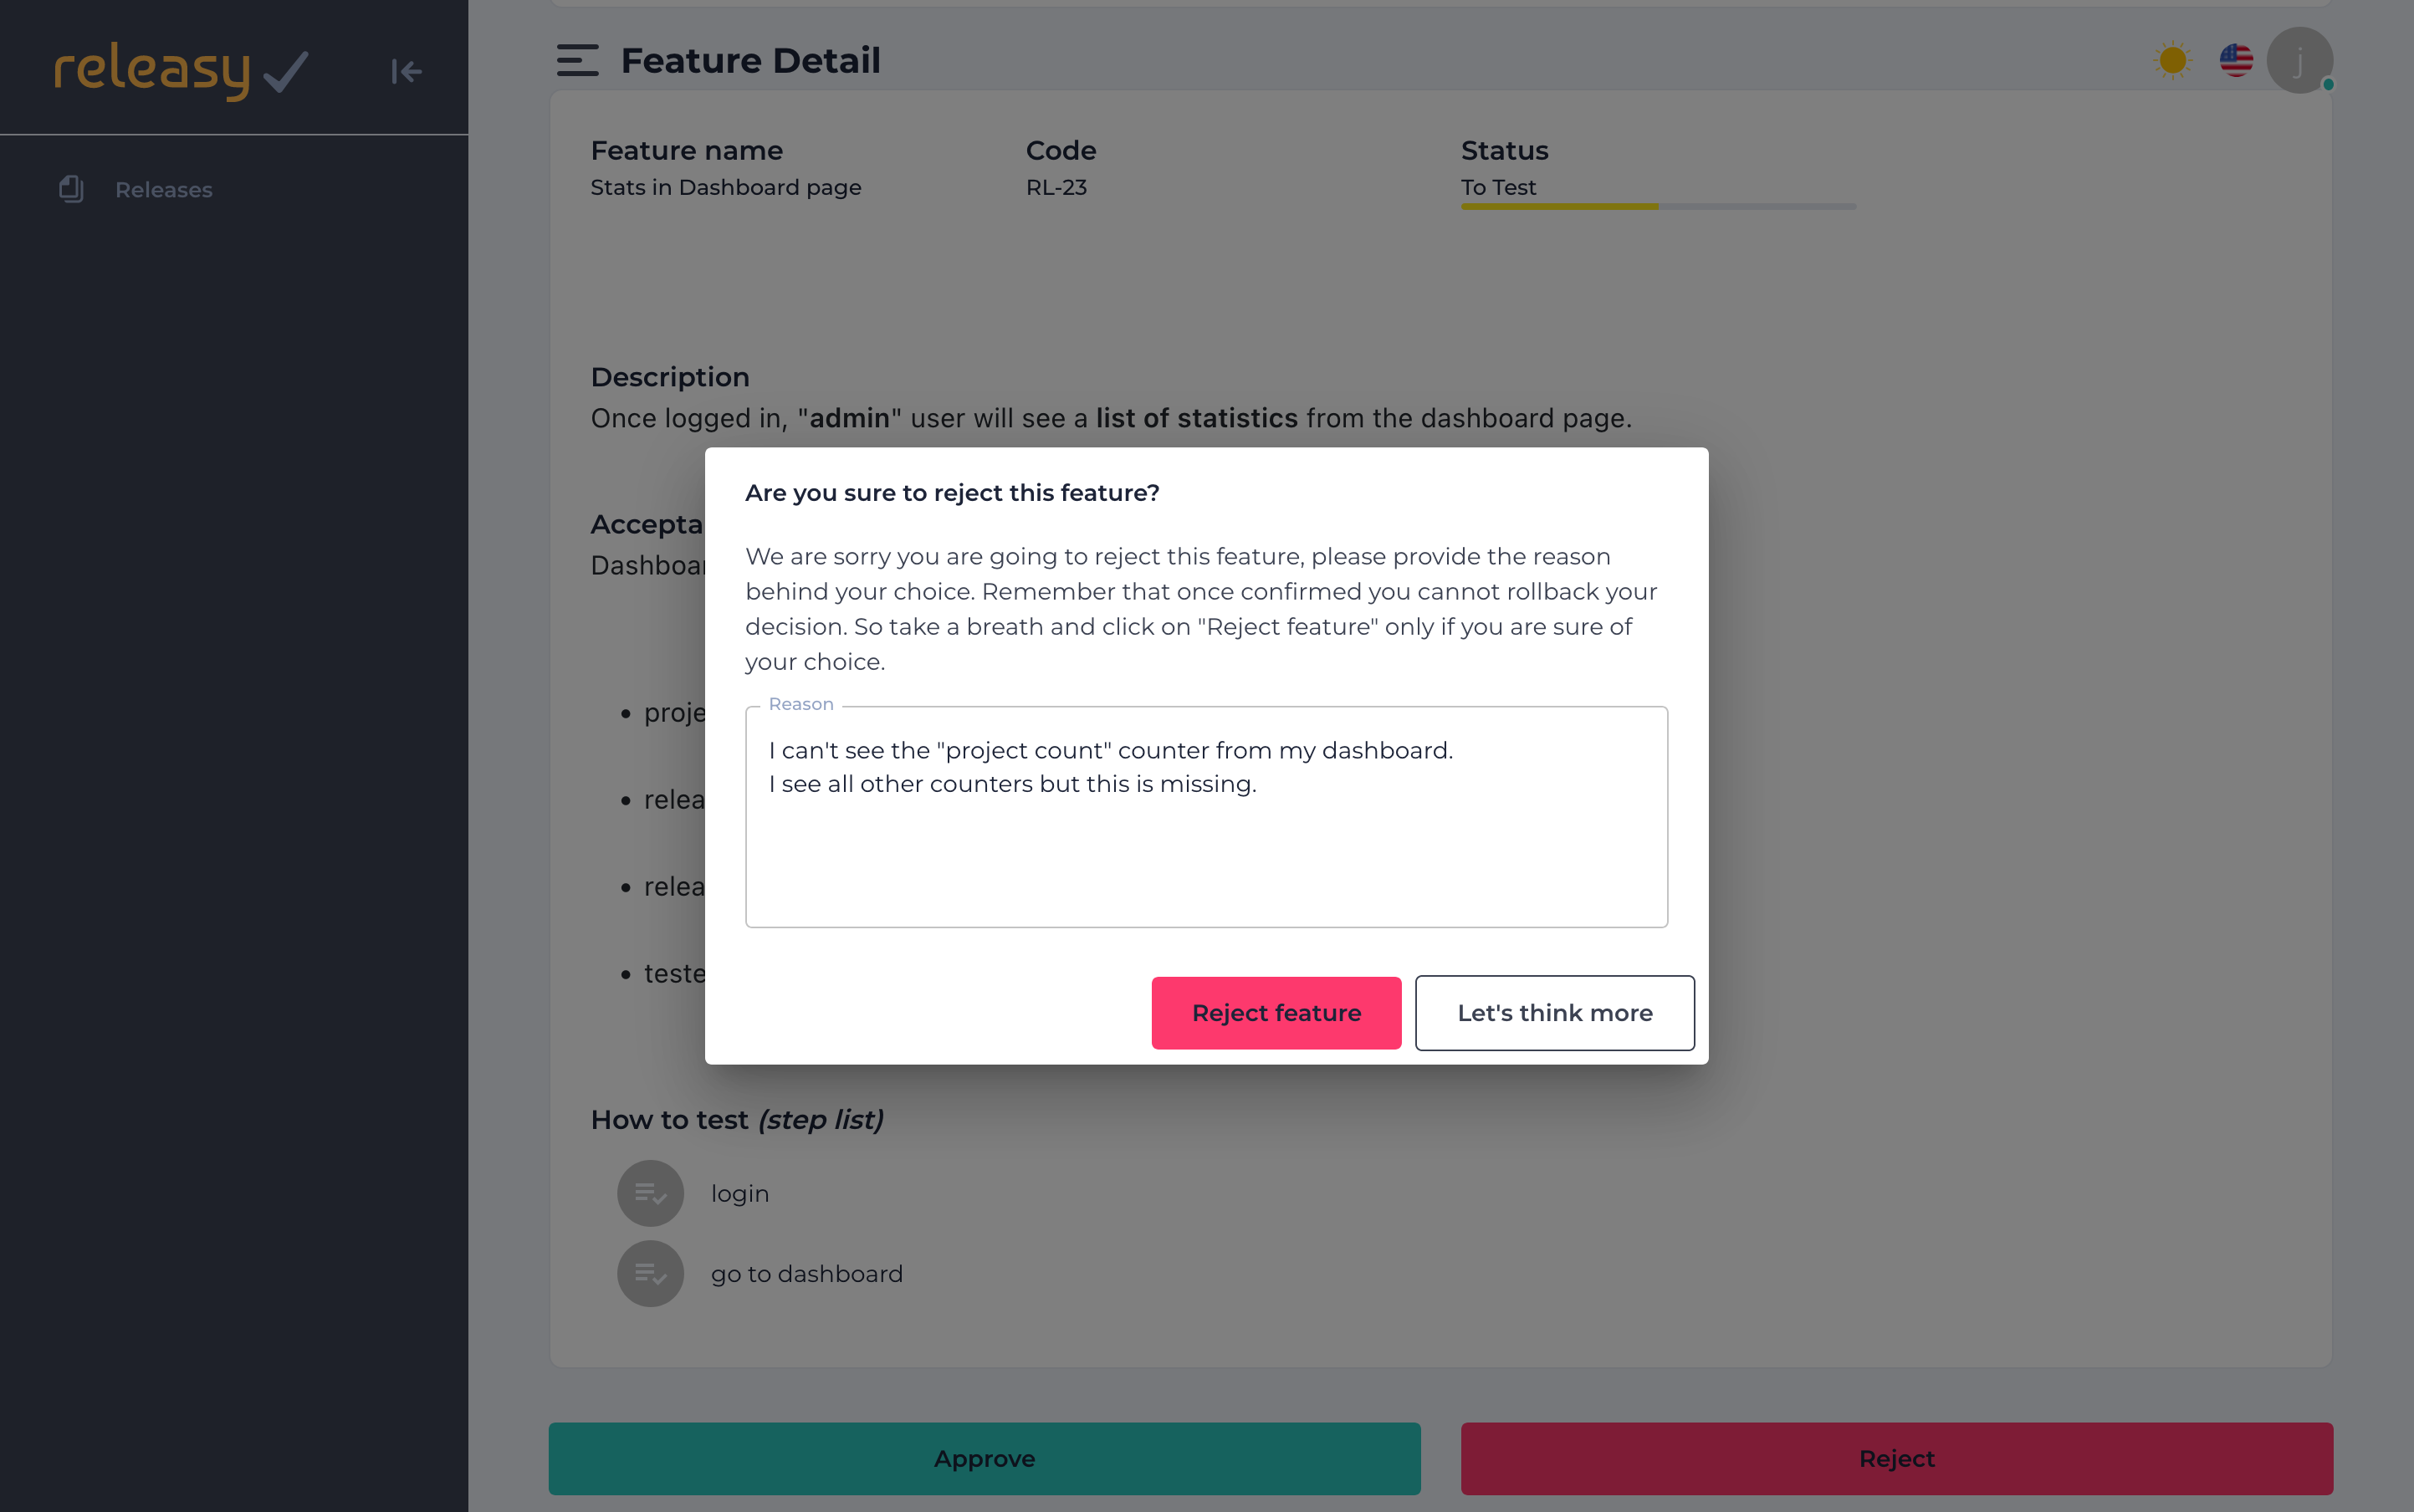 releasy
Feature Detail
j
Releases
Feature name
Code
Status
Stats in Dashboard page
RL-23
To Test
Description
Once logged in, "admin" user will see a list of statistics from the dashboard page.
Are you sure to reject this feature?
We are sorry you are going to reject this feature, please provide the reason
behind your choice. Remember that once confirmed you cannot rollback your
decision. So take a breath and click on "Reject feature" only if you are sure of
your choice.
Reason
I can't see the "project count" counter from my dashboard.
I see all other counters but this is missing.
Reject feature
Let's think more
How to test (step list)
login
go to dashboard
Approve
Reject